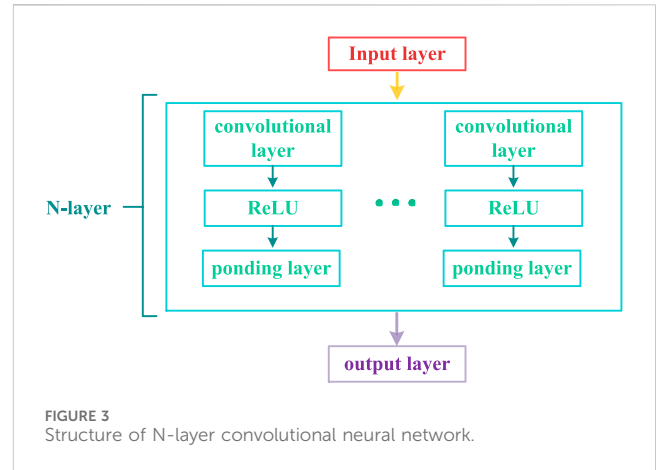 Input layer
convolutional
layer
ReLU
ponding layer
convolutional
layer
ReLU
ponding layer
N-layer
output layer
FIGURE 3
Structure of N-layer convolutional neural network.